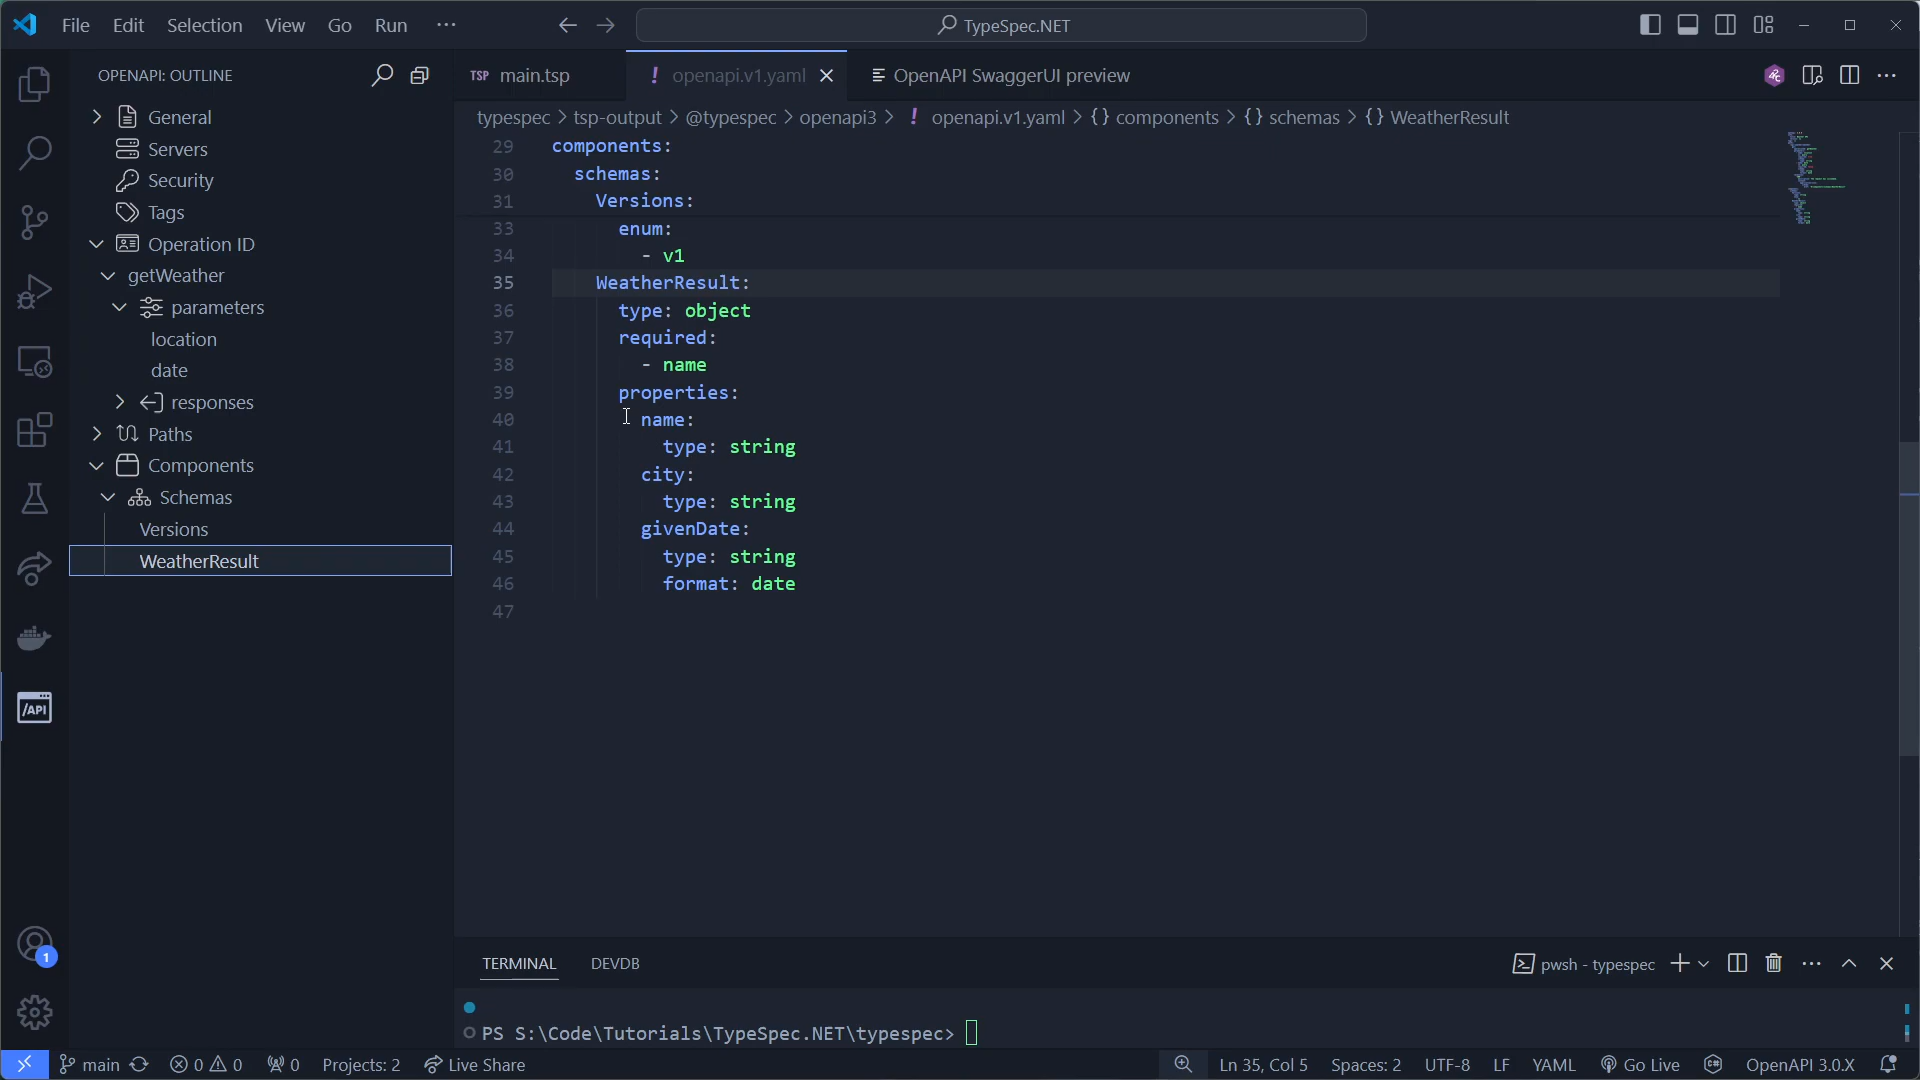 File Edit Selection View Go Run ··· TypeSpec.NET
OPENAPI: OUTLINE
General
Servers
Security
Tags
Operation ID
getWeather
parameters
location
date
responses
Paths
Components
Schemas
Versions
WeatherResult
TSP main.tsp ! openapi.v1.yaml OpenAPI SwaggerUI preview
typespec > tsp-output > @typespec > openapi3 > ! openapi.v1.yaml > {} components > {} schemas > {} WeatherResult
29 components:
30 schemas:
31 Versions:
33 enum:
34 - v1
35 WeatherResult:
36 type: object
37 required:
38 - name
39 properties:
40 name:
41 type: string
42 city:
43 type: string
44 givenDate:
45 type: string
46 format: date
47
/API
1
TERMINAL DEVDB pwsh - typespec
PS S:\Code\Tutorials\TypeSpec.NET\typespec>
main 0 0 0 Projects: 2 Live Share Ln 35, Col 5 Spaces: 2 UTF-8 LF YAML Go Live OpenAPI 3.0.X